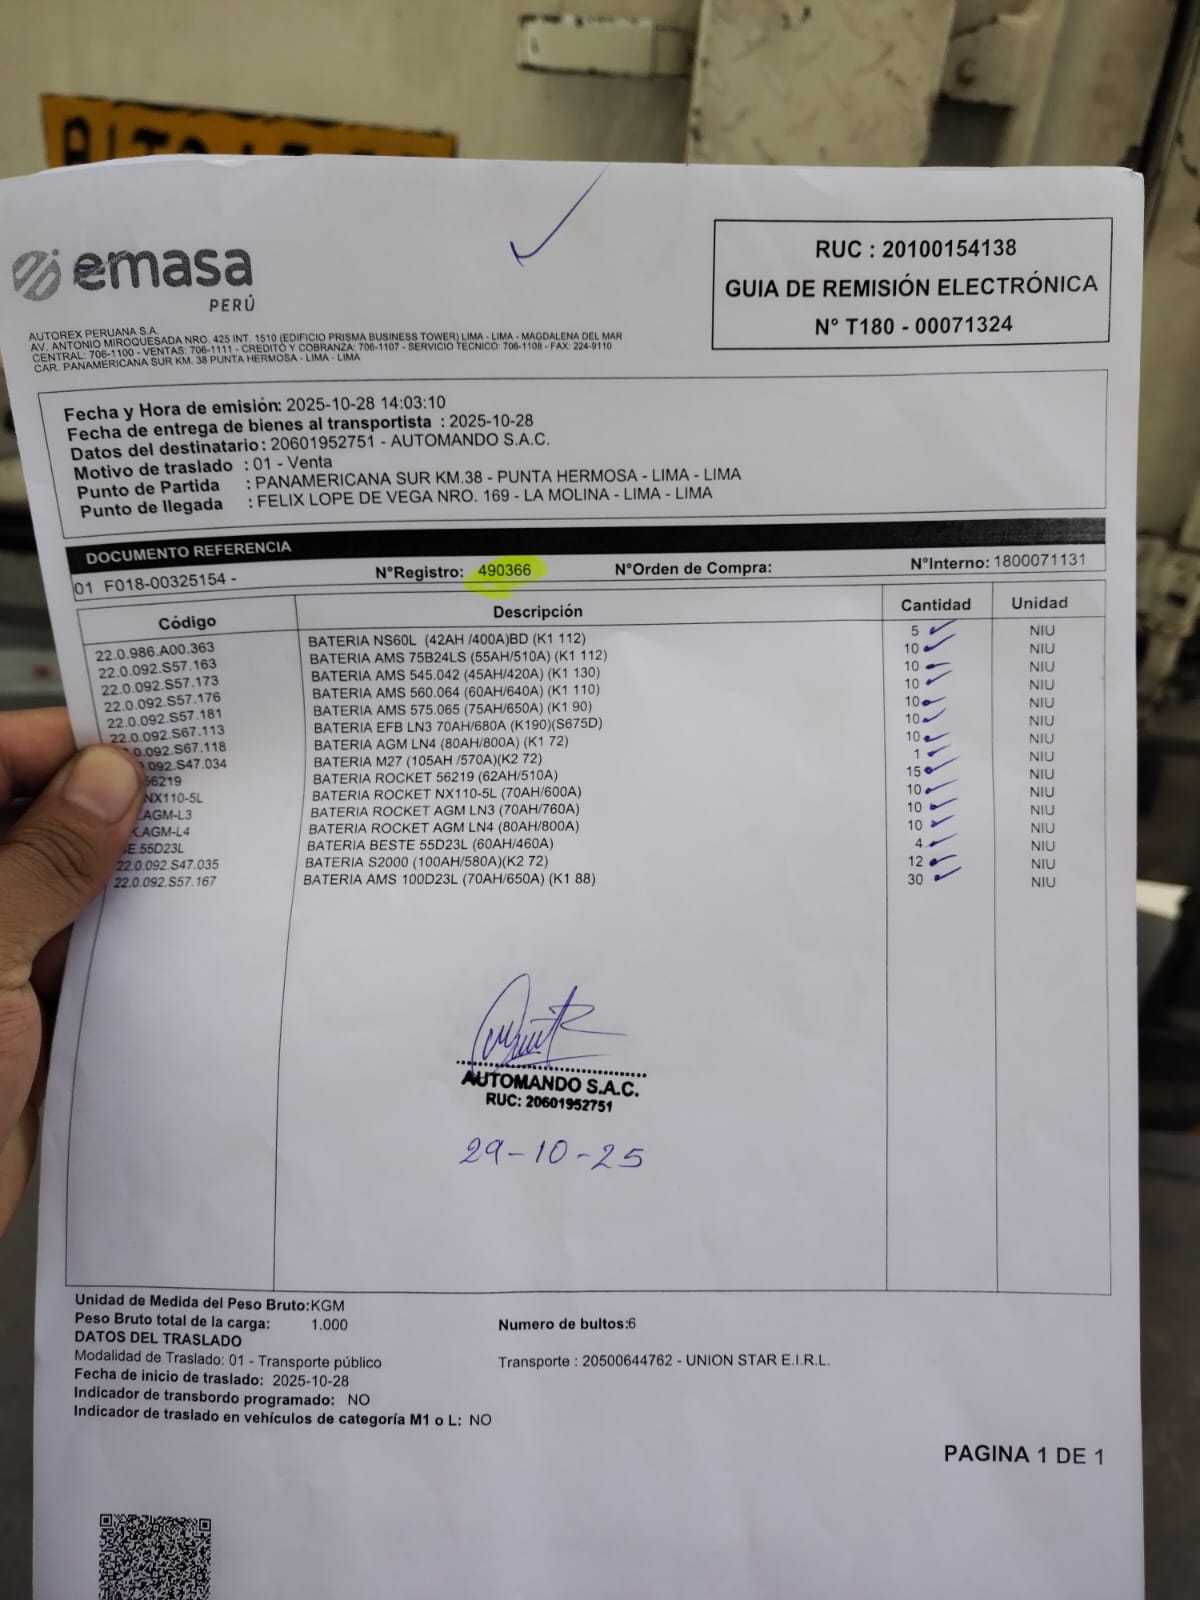 emasa
PERÚ
AUTOREX PERUANA S.A.
AV. ANTONIO MIROQUESADA NRO. 425 INT. 1510 (EDIFICIO PRISMA BUSINESS TOWER) LIMA - LIMA - MAGDALENA DEL MAR
CENTRAL: 706-1100 - VENTAS: 706-1111 - CREDITO Y COBRANZA: 706-1107 - SERVICIO TECNICO: 706-1108 - FAX: 224-9110
CAR. PANAMERICANA SUR KM. 38 PUNTA HERMOSA - LIMA - LIMA
RUC : 20100154138
GUIA DE REMISIÓN ELECTRÓNICA
N° T180 - 00071324
Fecha y Hora de emisión: 2025-10-28 14:03:10
Fecha de entrega de bienes al transportista : 2025-10-28
Datos del destinatario: 20601952751 - AUTOMANDO S.A.C.
Motivo de traslado : 01 - Venta
Punto de Partida : PANAMERICANA SUR KM.38 - PUNTA HERMOSA - LIMA - LIMA
Punto de llegada : FELIX LOPE DE VEGA NRO. 169 - LA MOLINA - LIMA - LIMA
DOCUMENTO REFERENCIA
01 F018-00325154 - N°Registro: 490366 N°Orden de Compra: N°Interno: 1800071131
Código Descripción Cantidad Unidad
22.0.986.A00.363 BATERIA NS60L (42AH /400A)BD (K1 112) 5 NIU
22.0.092.S57.163 BATERIA AMS 75B24LS (55AH/510A) (K1 112) 10 NIU
22.0.092.S57.173 BATERIA AMS 545.042 (45AH/420A) (K1 130) 10 NIU
22.0.092.S57.176 BATERIA AMS 560.064 (60AH/640A) (K1 110) 10 NIU
22.0.092.S57.181 BATERIA AMS 575.065 (75AH/650A) (K1 90) 10 NIU
22.0.092.S67.113 BATERIA EFB LN3 70AH/680A (K190)(S675D) 10 NIU
0.092.S67.118 BATERIA AGM LN4 (80AH/800A) (K1 72) 10 NIU
0.092.S47.034 BATERIA M27 (105AH /570A)(K2 72) 1 NIU
56219 BATERIA ROCKET 56219 (62AH/510A) 15 NIU
NX110-5L BATERIA ROCKET NX110-5L (70AH/600A) 10 NIU
.AGM-L3 BATERIA ROCKET AGM LN3 (70AH/760A) 10 NIU
K.AGM-L4 BATERIA ROCKET AGM LN4 (80AH/800A) 10 NIU
E.55D23L BATERIA BESTE 55D23L (60AH/460A) 4 NIU
22.0.092.S47.035 BATERIA S2000 (100AH/580A)(K2 72) 12 NIU
22.0.092.S57.167 BATERIA AMS 100D23L (70AH/650A) (K1 88) 30 NIU
AUTOMANDO S.A.C.
RUC: 20601952751
29-10-25
Unidad de Medida del Peso Bruto:KGM
Peso Bruto total de la carga: 1.000 Numero de bultos:6
DATOS DEL TRASLADO
Modalidad de Traslado: 01 - Transporte público Transporte : 20500644762 - UNION STAR E.I.R.L.
Fecha de inicio de traslado: 2025-10-28
Indicador de transbordo programado: NO
Indicador de traslado en vehículos de categoría M1 o L: NO
PAGINA 1 DE 1